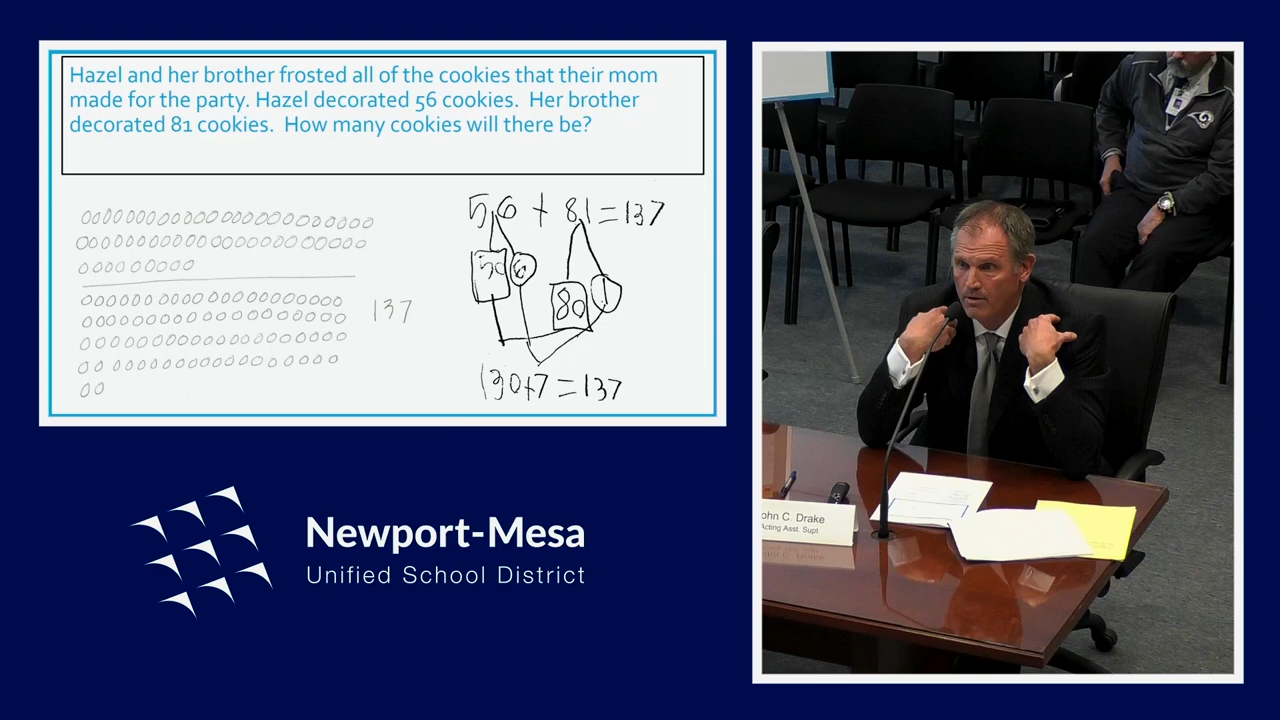 Hazel and her brother frosted all of the cookies that their mom
made for the party. Hazel decorated 56 cookies.  Her brother
decorated 81 cookies.  How many cookies will there be?
56 + 81 = 137
50 6
80 1
137
130+7=137
Newport-Mesa
Unified School District
ohn C. Drake
Acting Asst. Supt